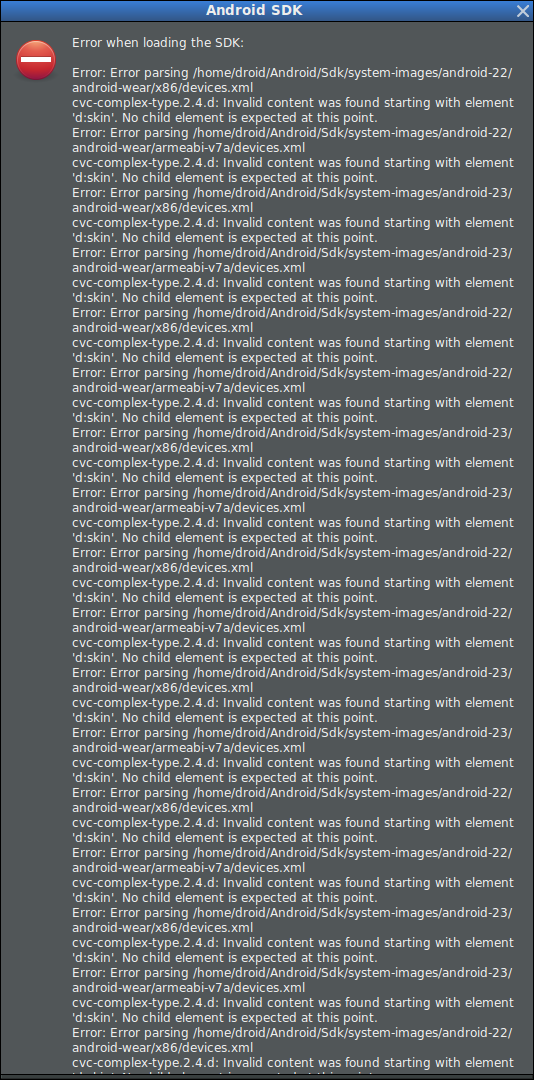 Android SDK
Error when loading the SDK:
Error: Error parsing /home/droid/Android/Sdk/system-images/android-22/
android-wear/x86/devices.xml
cvc-complex-type.2.4.d: Invalid content was found starting with element
'd:skin'. No child element is expected at this point.
Error: Error parsing /home/droid/Android/Sdk/system-images/android-22/
android-wear/armeabi-v7a/devices.xml
cvc-complex-type.2.4.d: Invalid content was found starting with element
'd:skin'. No child element is expected at this point.
Error: Error parsing /home/droid/Android/Sdk/system-images/android-23/
android-wear/x86/devices.xml
cvc-complex-type.2.4.d: Invalid content was found starting with element
'd:skin'. No child element is expected at this point.
Error: Error parsing /home/droid/Android/Sdk/system-images/android-23/
android-wear/armeabi-v7a/devices.xml
cvc-complex-type.2.4.d: Invalid content was found starting with element
'd:skin'. No child element is expected at this point.
Error: Error parsing /home/droid/Android/Sdk/system-images/android-22/
android-wear/x86/devices.xml
cvc-complex-type.2.4.d: Invalid content was found starting with element
'd:skin'. No child element is expected at this point.
Error: Error parsing /home/droid/Android/Sdk/system-images/android-22/
android-wear/armeabi-v7a/devices.xml
cvc-complex-type.2.4.d: Invalid content was found starting with element
'd:skin'. No child element is expected at this point.
Error: Error parsing /home/droid/Android/Sdk/system-images/android-23/
android-wear/x86/devices.xml
cvc-complex-type.2.4.d: Invalid content was found starting with element
'd:skin'. No child element is expected at this point.
Error: Error parsing /home/droid/Android/Sdk/system-images/android-23/
android-wear/armeabi-v7a/devices.xml
cvc-complex-type.2.4.d: Invalid content was found starting with element
'd:skin'. No child element is expected at this point.
Error: Error parsing /home/droid/Android/Sdk/system-images/android-22/
android-wear/x86/devices.xml
cvc-complex-type.2.4.d: Invalid content was found starting with element
'd:skin'. No child element is expected at this point.
Error: Error parsing /home/droid/Android/Sdk/system-images/android-22/
android-wear/armeabi-v7a/devices.xml
cvc-complex-type.2.4.d: Invalid content was found starting with element
'd:skin'. No child element is expected at this point.
Error: Error parsing /home/droid/Android/Sdk/system-images/android-23/
android-wear/x86/devices.xml
cvc-complex-type.2.4.d: Invalid content was found starting with element
'd:skin'. No child element is expected at this point.
Error: Error parsing /home/droid/Android/Sdk/system-images/android-23/
android-wear/armeabi-v7a/devices.xml
cvc-complex-type.2.4.d: Invalid content was found starting with element
'd:skin'. No child element is expected at this point.
Error: Error parsing /home/droid/Android/Sdk/system-images/android-22/
android-wear/x86/devices.xml
cvc-complex-type.2.4.d: Invalid content was found starting with element
'd:skin'. No child element is expected at this point.
Error: Error parsing /home/droid/Android/Sdk/system-images/android-22/
android-wear/armeabi-v7a/devices.xml
cvc-complex-type.2.4.d: Invalid content was found starting with element
'd:skin'. No child element is expected at this point.
Error: Error parsing /home/droid/Android/Sdk/system-images/android-23/
android-wear/x86/devices.xml
cvc-complex-type.2.4.d: Invalid content was found starting with element
'd:skin'. No child element is expected at this point.
Error: Error parsing /home/droid/Android/Sdk/system-images/android-23/
android-wear/armeabi-v7a/devices.xml
cvc-complex-type.2.4.d: Invalid content was found starting with element
'd:skin'. No child element is expected at this point.
Error: Error parsing /home/droid/Android/Sdk/system-images/android-22/
android-wear/x86/devices.xml
cvc-complex-type.2.4.d: Invalid content was found starting with element